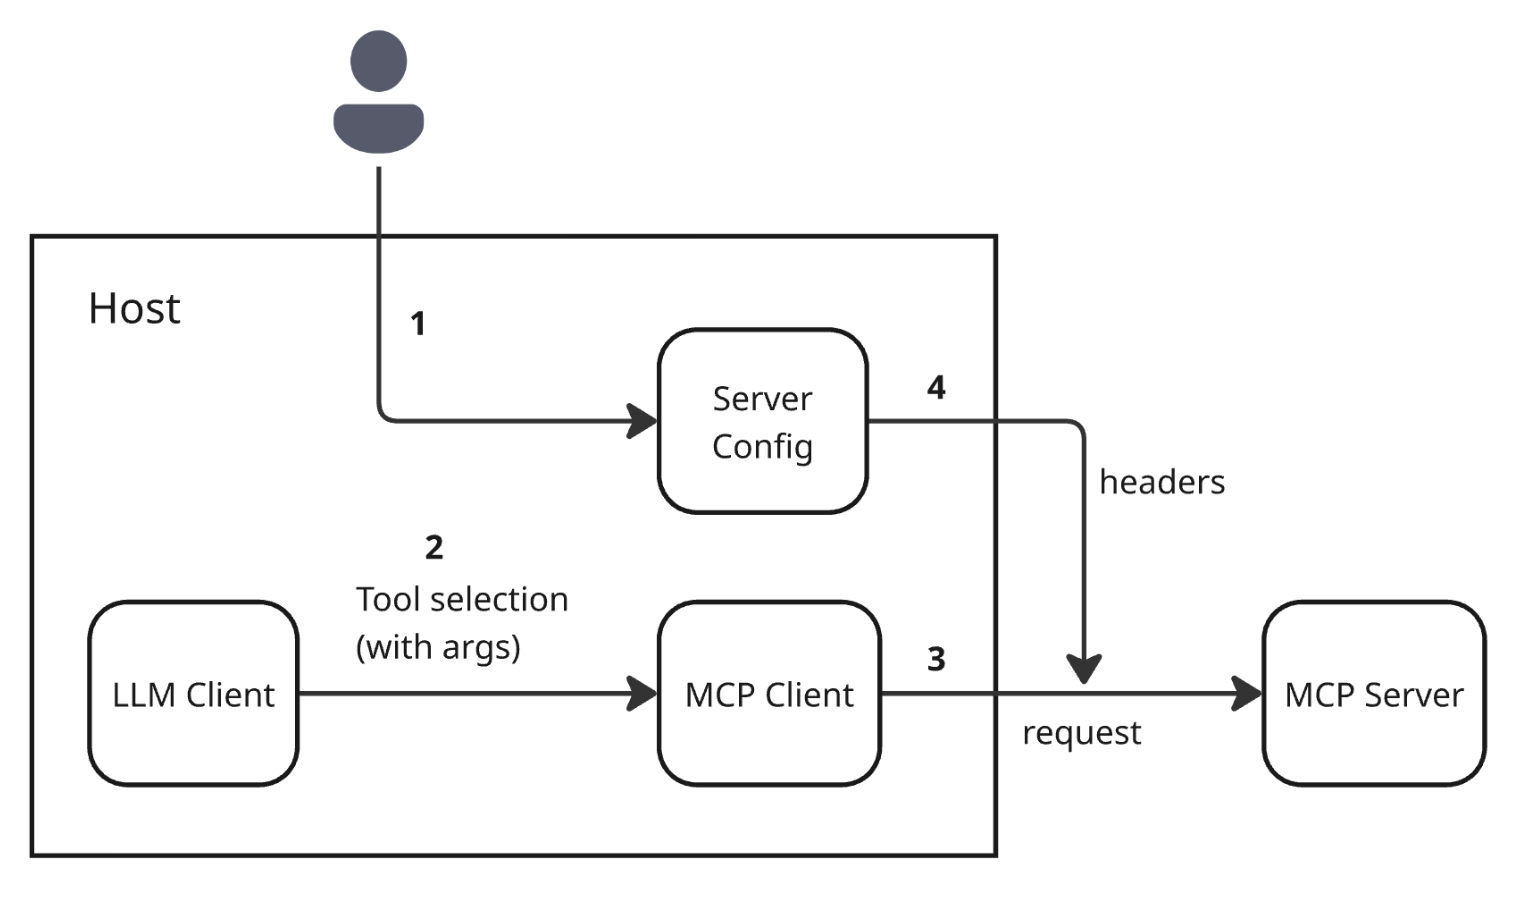 Host
1
Server
Config
4
headers
2
Tool selection
(with args)
LLM Client
MCP Client
3
request
MCP Server